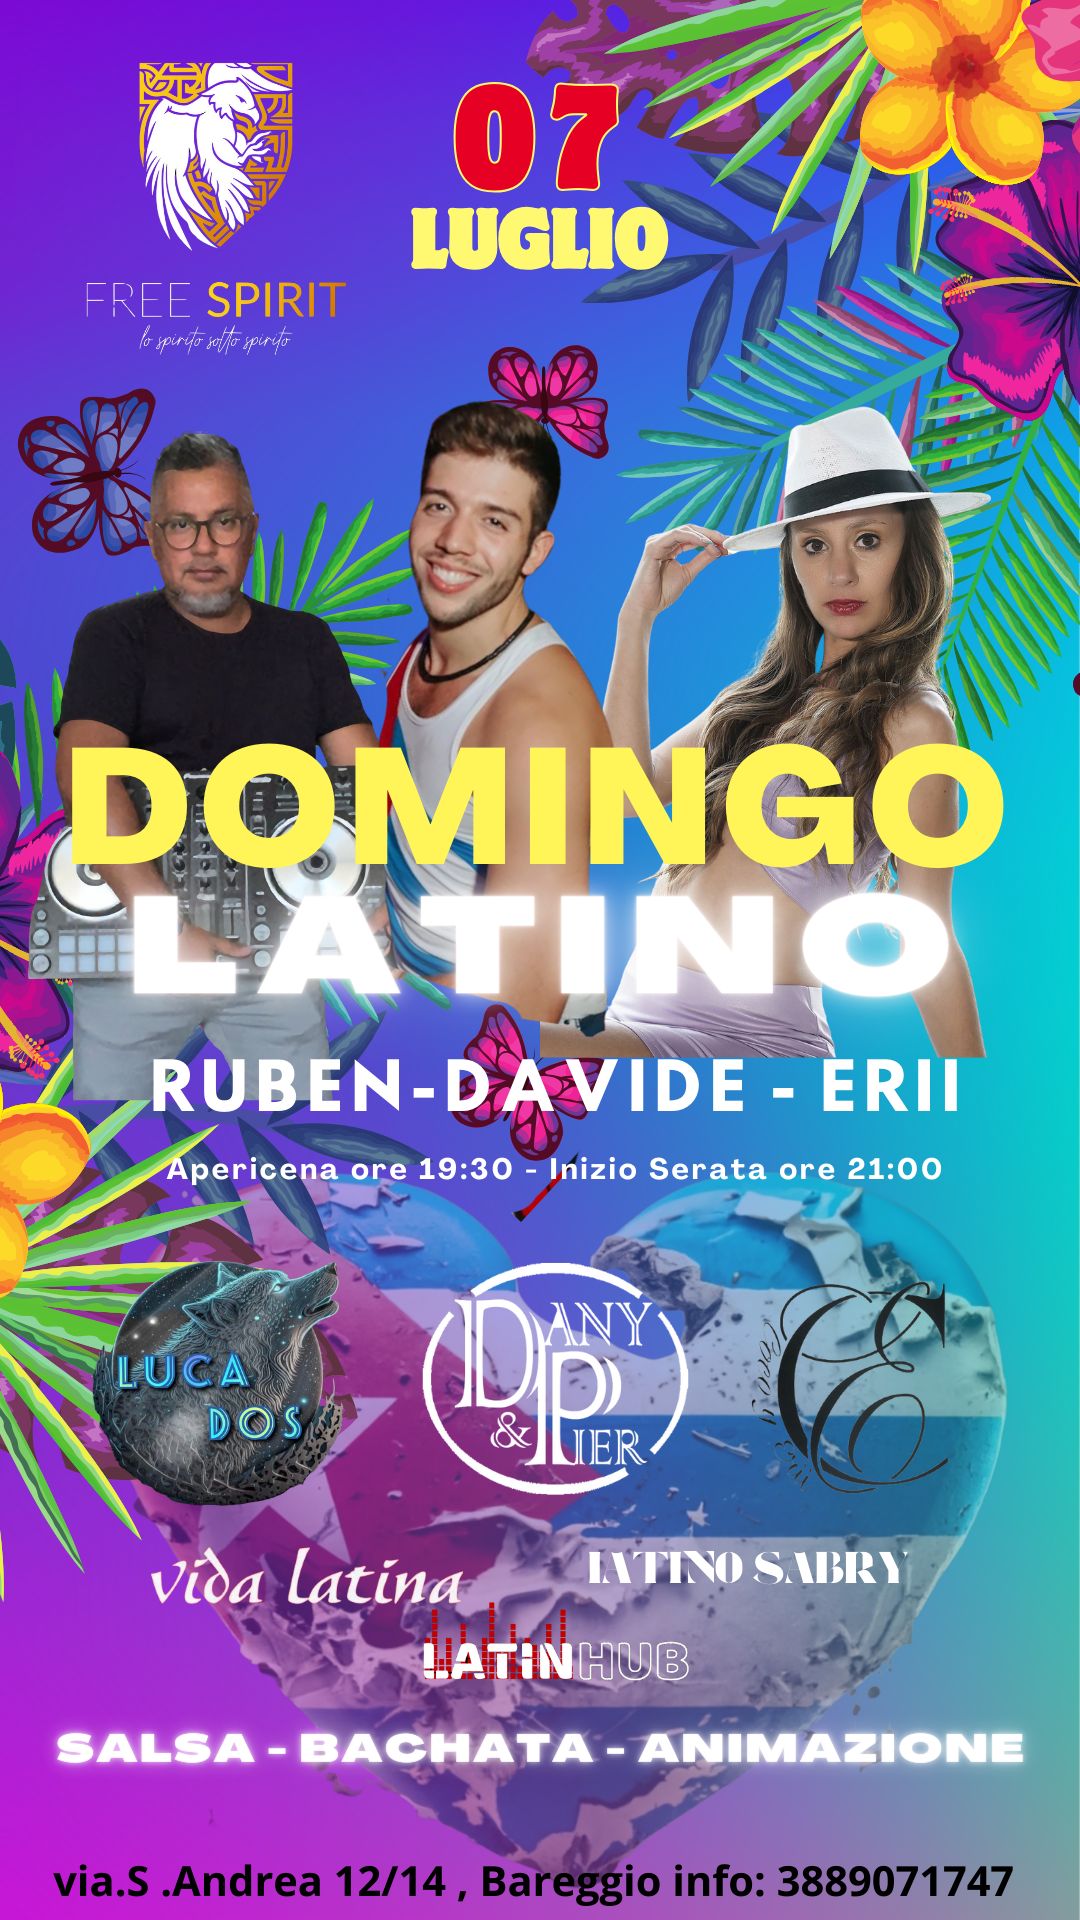 07
LUGLIO
FREE SPIRIT
lo spirito sotto spirito
DOMINGO
LATINO
RUBEN-DAVIDE - ERII
Apericena ore 19:30 - Inizio Serata ore 21:00
LUCA
DOS
DANY
& PIER
E
vida latina
LATINO SABRY
LATINHUB
SALSA - BACHATA - ANIMAZIONE
via.S .Andrea 12/14 , Bareggio info: 3889071747